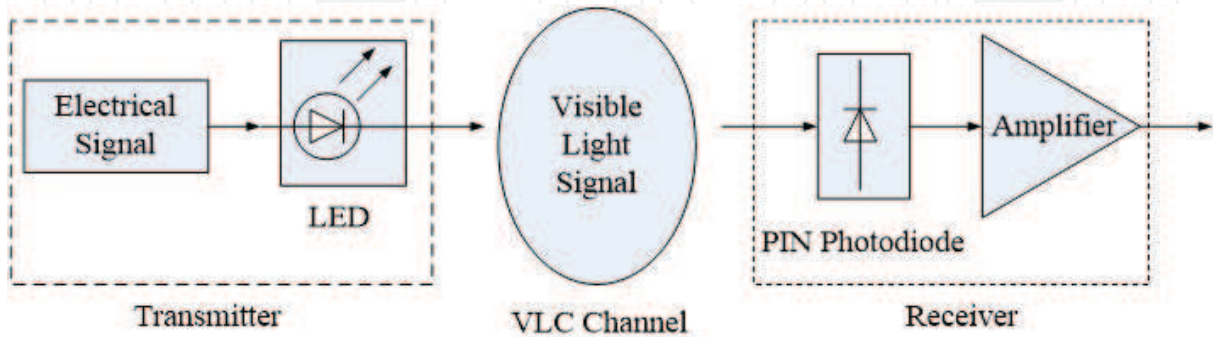 Electrical
Signal
LED
Transmitter
Visible
Light
Signal
VLC Channel
PIN Photodiode
Amplifier
Receiver